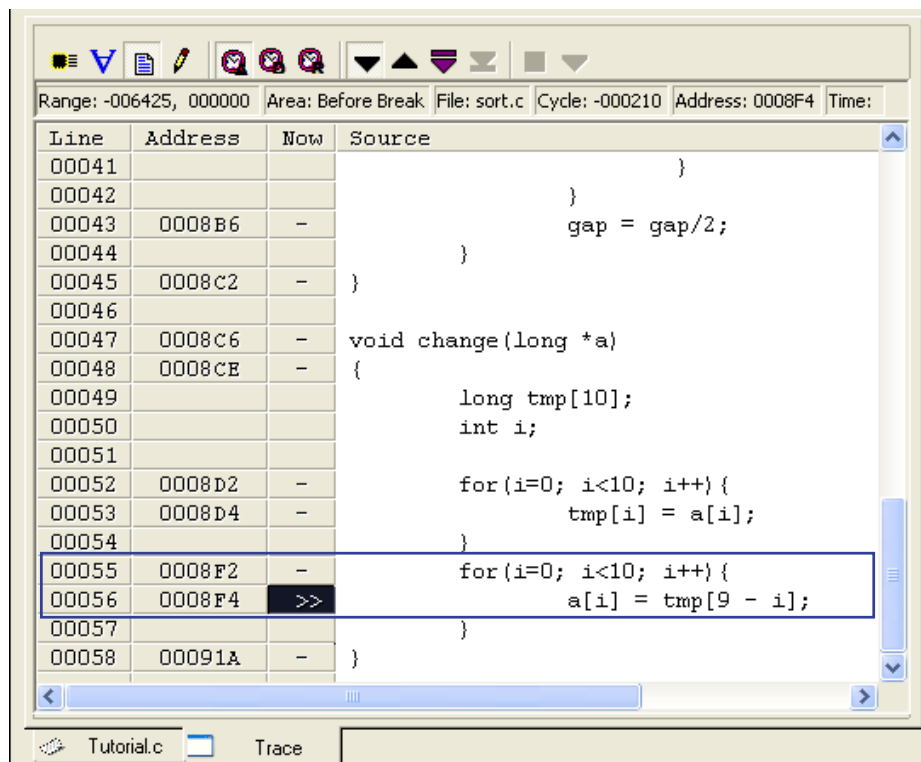 Range: -006425, 000000 Area: Before Break File: sort.c Cycle: -000210 Address: 0008F4 Time:
Line Address Now Source
00041 }
00042 }
00043 0008B6 - gap = gap/2;
00044 }
00045 0008C2 - }
00046
00047 0008C6 - void change(long *a)
00048 0008CE - {
00049 long tmp[10];
00050 int i;
00051
00052 0008D2 - for(i=0; i<10; i++){
00053 0008D4 - tmp[i] = a[i];
00054 }
00055 0008F2 - for(i=0; i<10; i++){
00056 0008F4 >> a[i] = tmp[9 - i];
00057 }
00058 00091A - }
Tutorial.c Trace